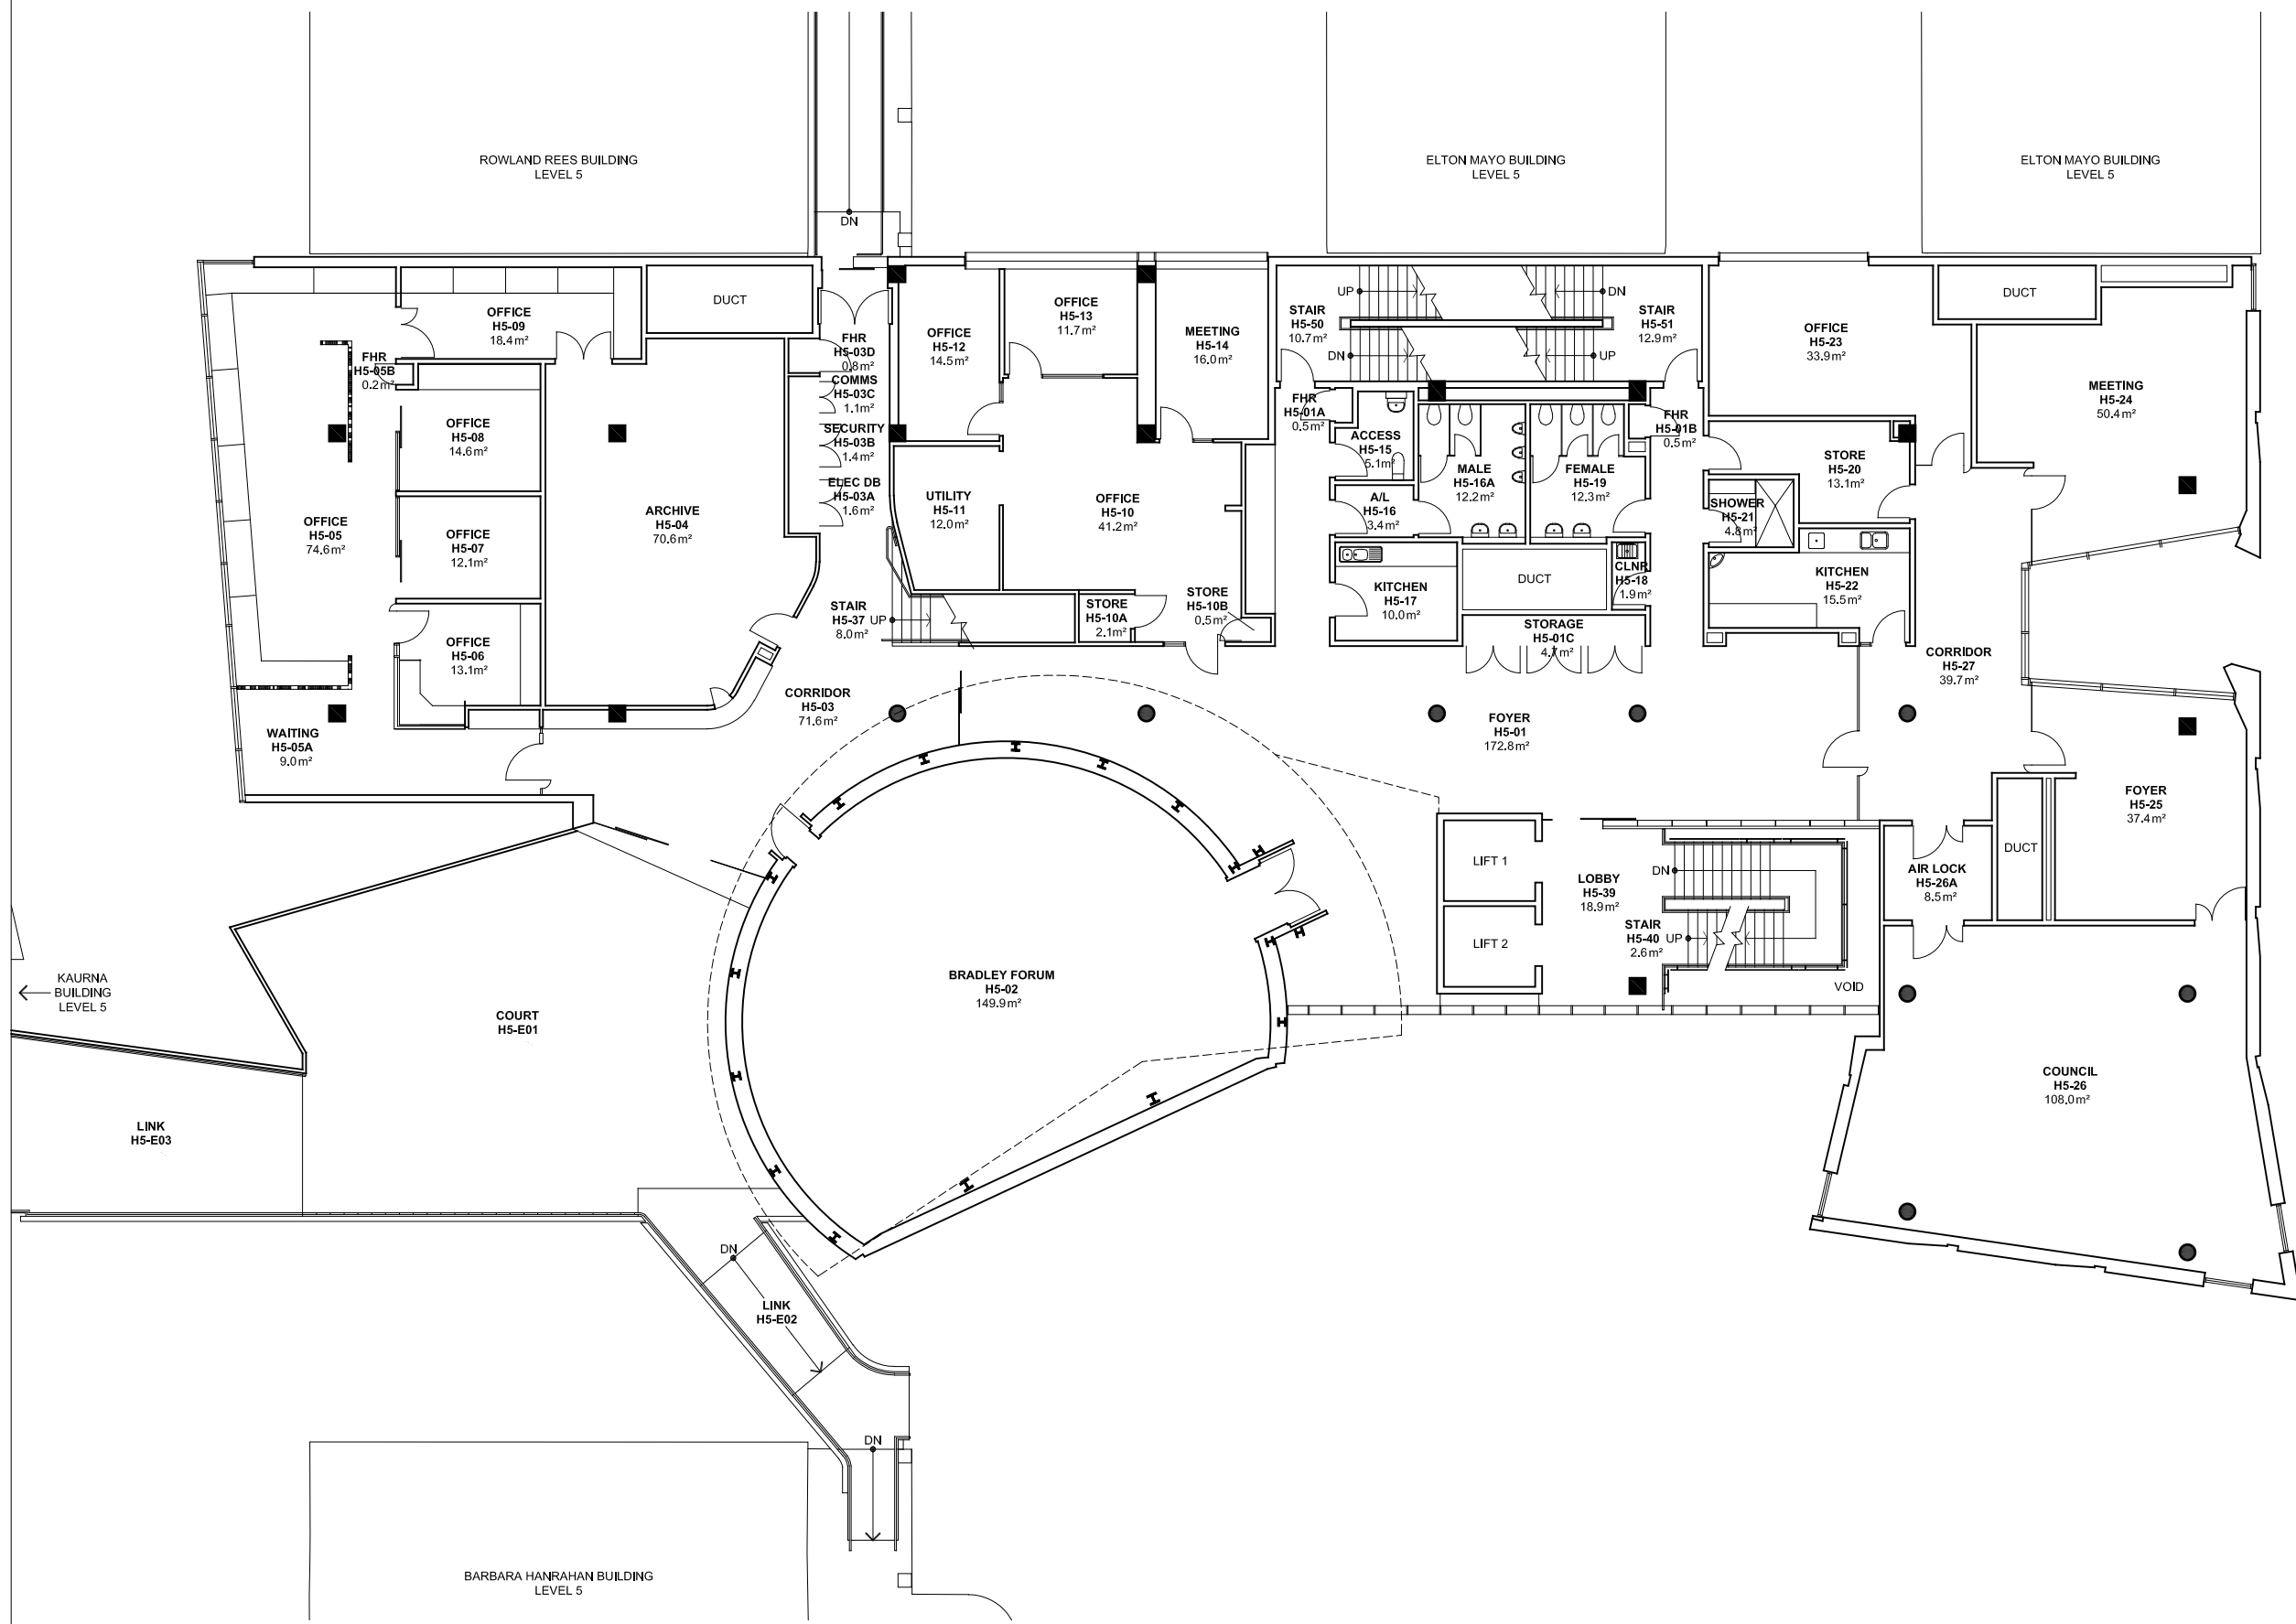 ROWLAND REES BUILDING
LEVEL 5
ELTON MAYO BUILDING
LEVEL 5
ELTON MAYO BUILDING
LEVEL 5
DN
DUCT
OFFICE
H5-09
18.4m²
FHR
H5-05B
0.2m²
OFFICE
H5-08
14.6m²
OFFICE
H5-05
74.6m²
OFFICE
H5-07
12.1m²
OFFICE
H5-06
13.1m²
WAITING
H5-05A
9.0m²
ARCHIVE
H5-04
70.6m²
FHR
H5-03D
0.8m²
COMMS
H5-03C
1.1m²
SECURITY
H5-03B
1.4m²
ELEC DB
H5-03A
1.6m²
OFFICE
H5-12
14.5m²
OFFICE
H5-13
11.7m²
MEETING
H5-14
16.0m²
UTILITY
H5-11
12.0m²
OFFICE
H5-10
41.2m²
STAIR
H5-37
8.0m²
UP
STORE
H5-10A
2.1m²
STORE
H5-10B
0.5m²
CORRIDOR
H5-03
71.6m²
STAIR
H5-50
10.7m²
UP
DN
DN
UP
STAIR
H5-51
12.9m²
FHR
H5-01A
0.5m²
ACCESS
H5-15
5.1m²
MALE
H5-16A
12.2m²
FEMALE
H5-19
12.3m²
FHR
H5-01B
0.5m²
A/L
H5-16
3.4m²
KITCHEN
H5-17
10.0m²
DUCT
CLNR
H5-18
1.9m²
STORAGE
H5-01C
4.7m²
OFFICE
H5-23
33.9m²
DUCT
MEETING
H5-24
50.4m²
STORE
H5-20
13.1m²
SHOWER
H5-21
4.8m²
KITCHEN
H5-22
15.5m²
CORRIDOR
H5-27
39.7m²
FOYER
H5-01
172.8m²
FOYER
H5-25
37.4m²
LIFT 1
LIFT 2
LOBBY
H5-39
18.9m²
DN
STAIR
H5-40
2.6m²
UP
VOID
AIR LOCK
H5-26A
8.5m²
DUCT
BRADLEY FORUM
H5-02
149.9m²
COUNCIL
H5-26
108.0m²
KAURNA
BUILDING
LEVEL 5
COURT
H5-E01
LINK
H5-E03
DN
LINK
H5-E02
DN
BARBARA HANRAHAN BUILDING
LEVEL 5